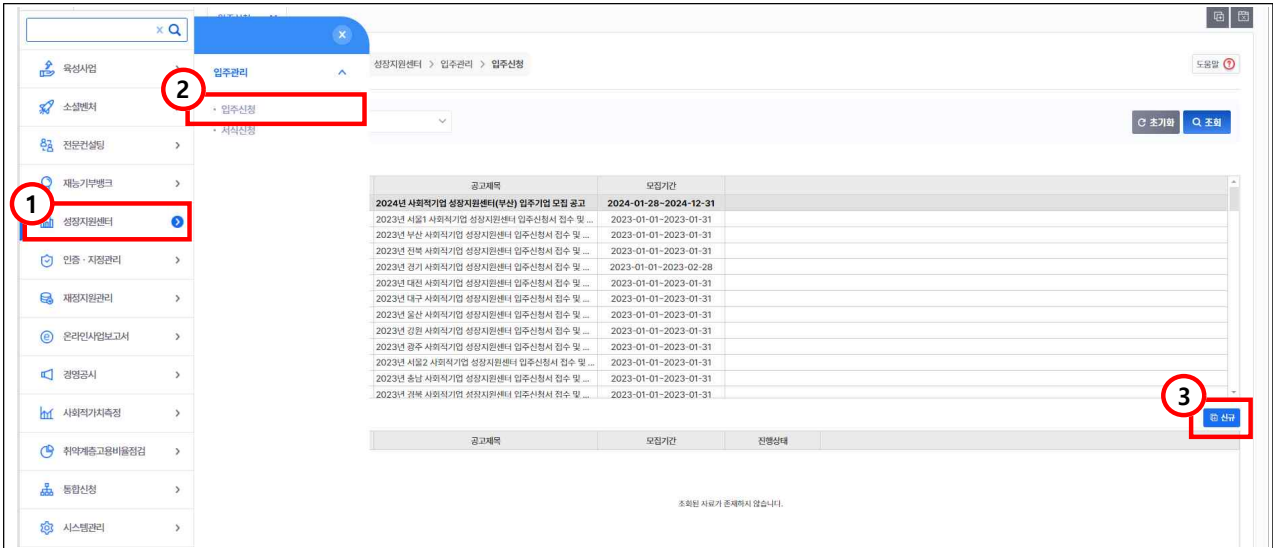 육성사업
소셜벤처
전문컨설팅
재능기부뱅크
1
성장지원센터
인증 · 지정관리
재정지원관리
온라인사업보고서
경영공시
사회적가치측정
취약계층고용비율점검
통합신청
시스템관리
입주관리
2
· 입주신청
· 서식신청
성장지원센터 > 입주관리 > 입주신청
도움말
초기화 조회
공고제목 모집기간
2024년 사회적기업 성장지원센터(부산) 입주기업 모집 공고 2024-01-28~2024-12-31
2023년 서울1 사회적기업 성장지원센터 입주신청서 접수 및 ... 2023-01-01~2023-01-31
2023년 부산 사회적기업 성장지원센터 입주신청서 접수 및 ... 2023-01-01~2023-01-31
2023년 전북 사회적기업 성장지원센터 입주신청서 접수 및 ... 2023-01-01~2023-01-31
2023년 경기 사회적기업 성장지원센터 입주신청서 접수 및 ... 2023-01-01~2023-02-28
2023년 대전 사회적기업 성장지원센터 입주신청서 접수 및 ... 2023-01-01~2023-01-31
2023년 대구 사회적기업 성장지원센터 입주신청서 접수 및 ... 2023-01-01~2023-01-31
2023년 울산 사회적기업 성장지원센터 입주신청서 접수 및 ... 2023-01-01~2023-01-31
2023년 강원 사회적기업 성장지원센터 입주신청서 접수 및 ... 2023-01-01~2023-01-31
2023년 광주 사회적기업 성장지원센터 입주신청서 접수 및 ... 2023-01-01~2023-01-31
2023년 서울2 사회적기업 성장지원센터 입주신청서 접수 및 ... 2023-01-01~2023-01-31
2023년 충남 사회적기업 성장지원센터 입주신청서 접수 및 ... 2023-01-01~2023-01-31
2023년 경북 사회적기업 성장지원센터 입주신청서 접수 및 ... 2023-01-01~2023-01-31
3
신규
공고제목 모집기간 진행상태
조회된 자료가 존재하지 않습니다.